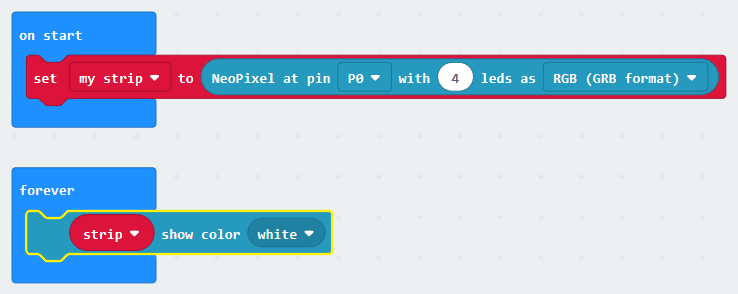 on start
set my strip to NeoPixel at pin P0 with 4 leds as RGB (GRB format)
forever
strip show color white